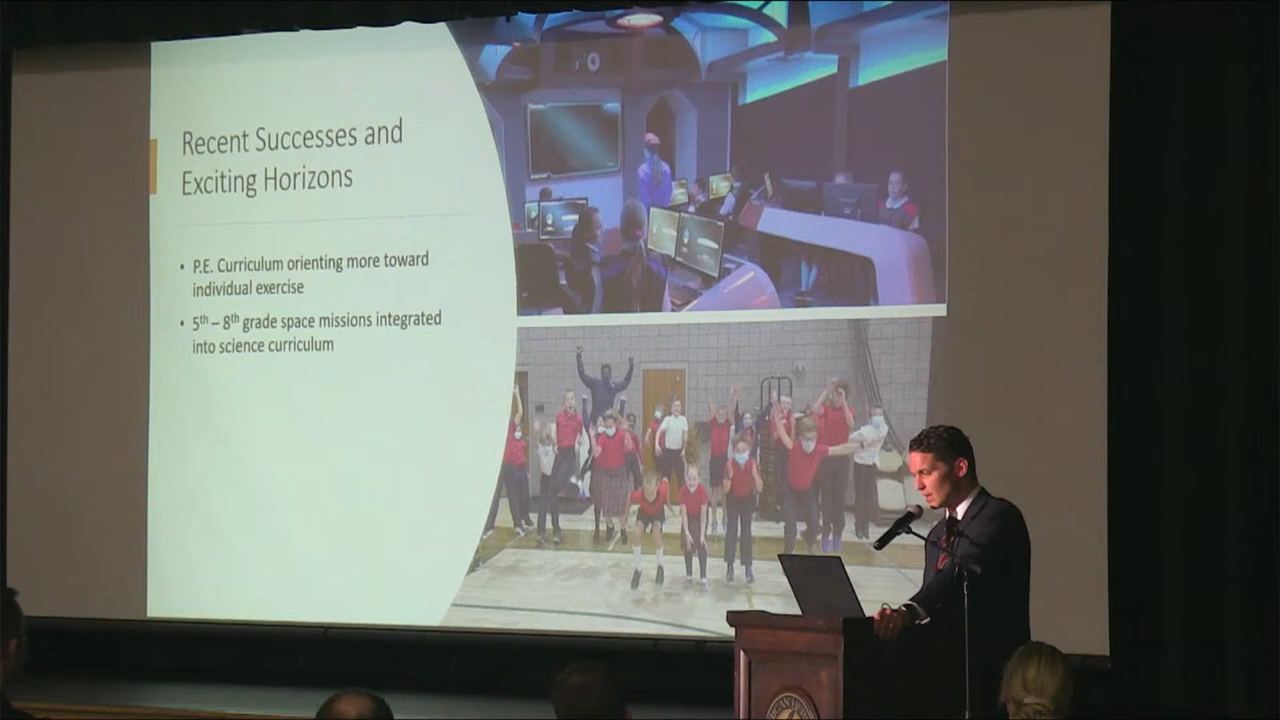 Recent Successes and
Exciting Horizons
• P.E. Curriculum orienting more toward
individual exercise
• 5th – 8th grade space missions integrated
into science curriculum